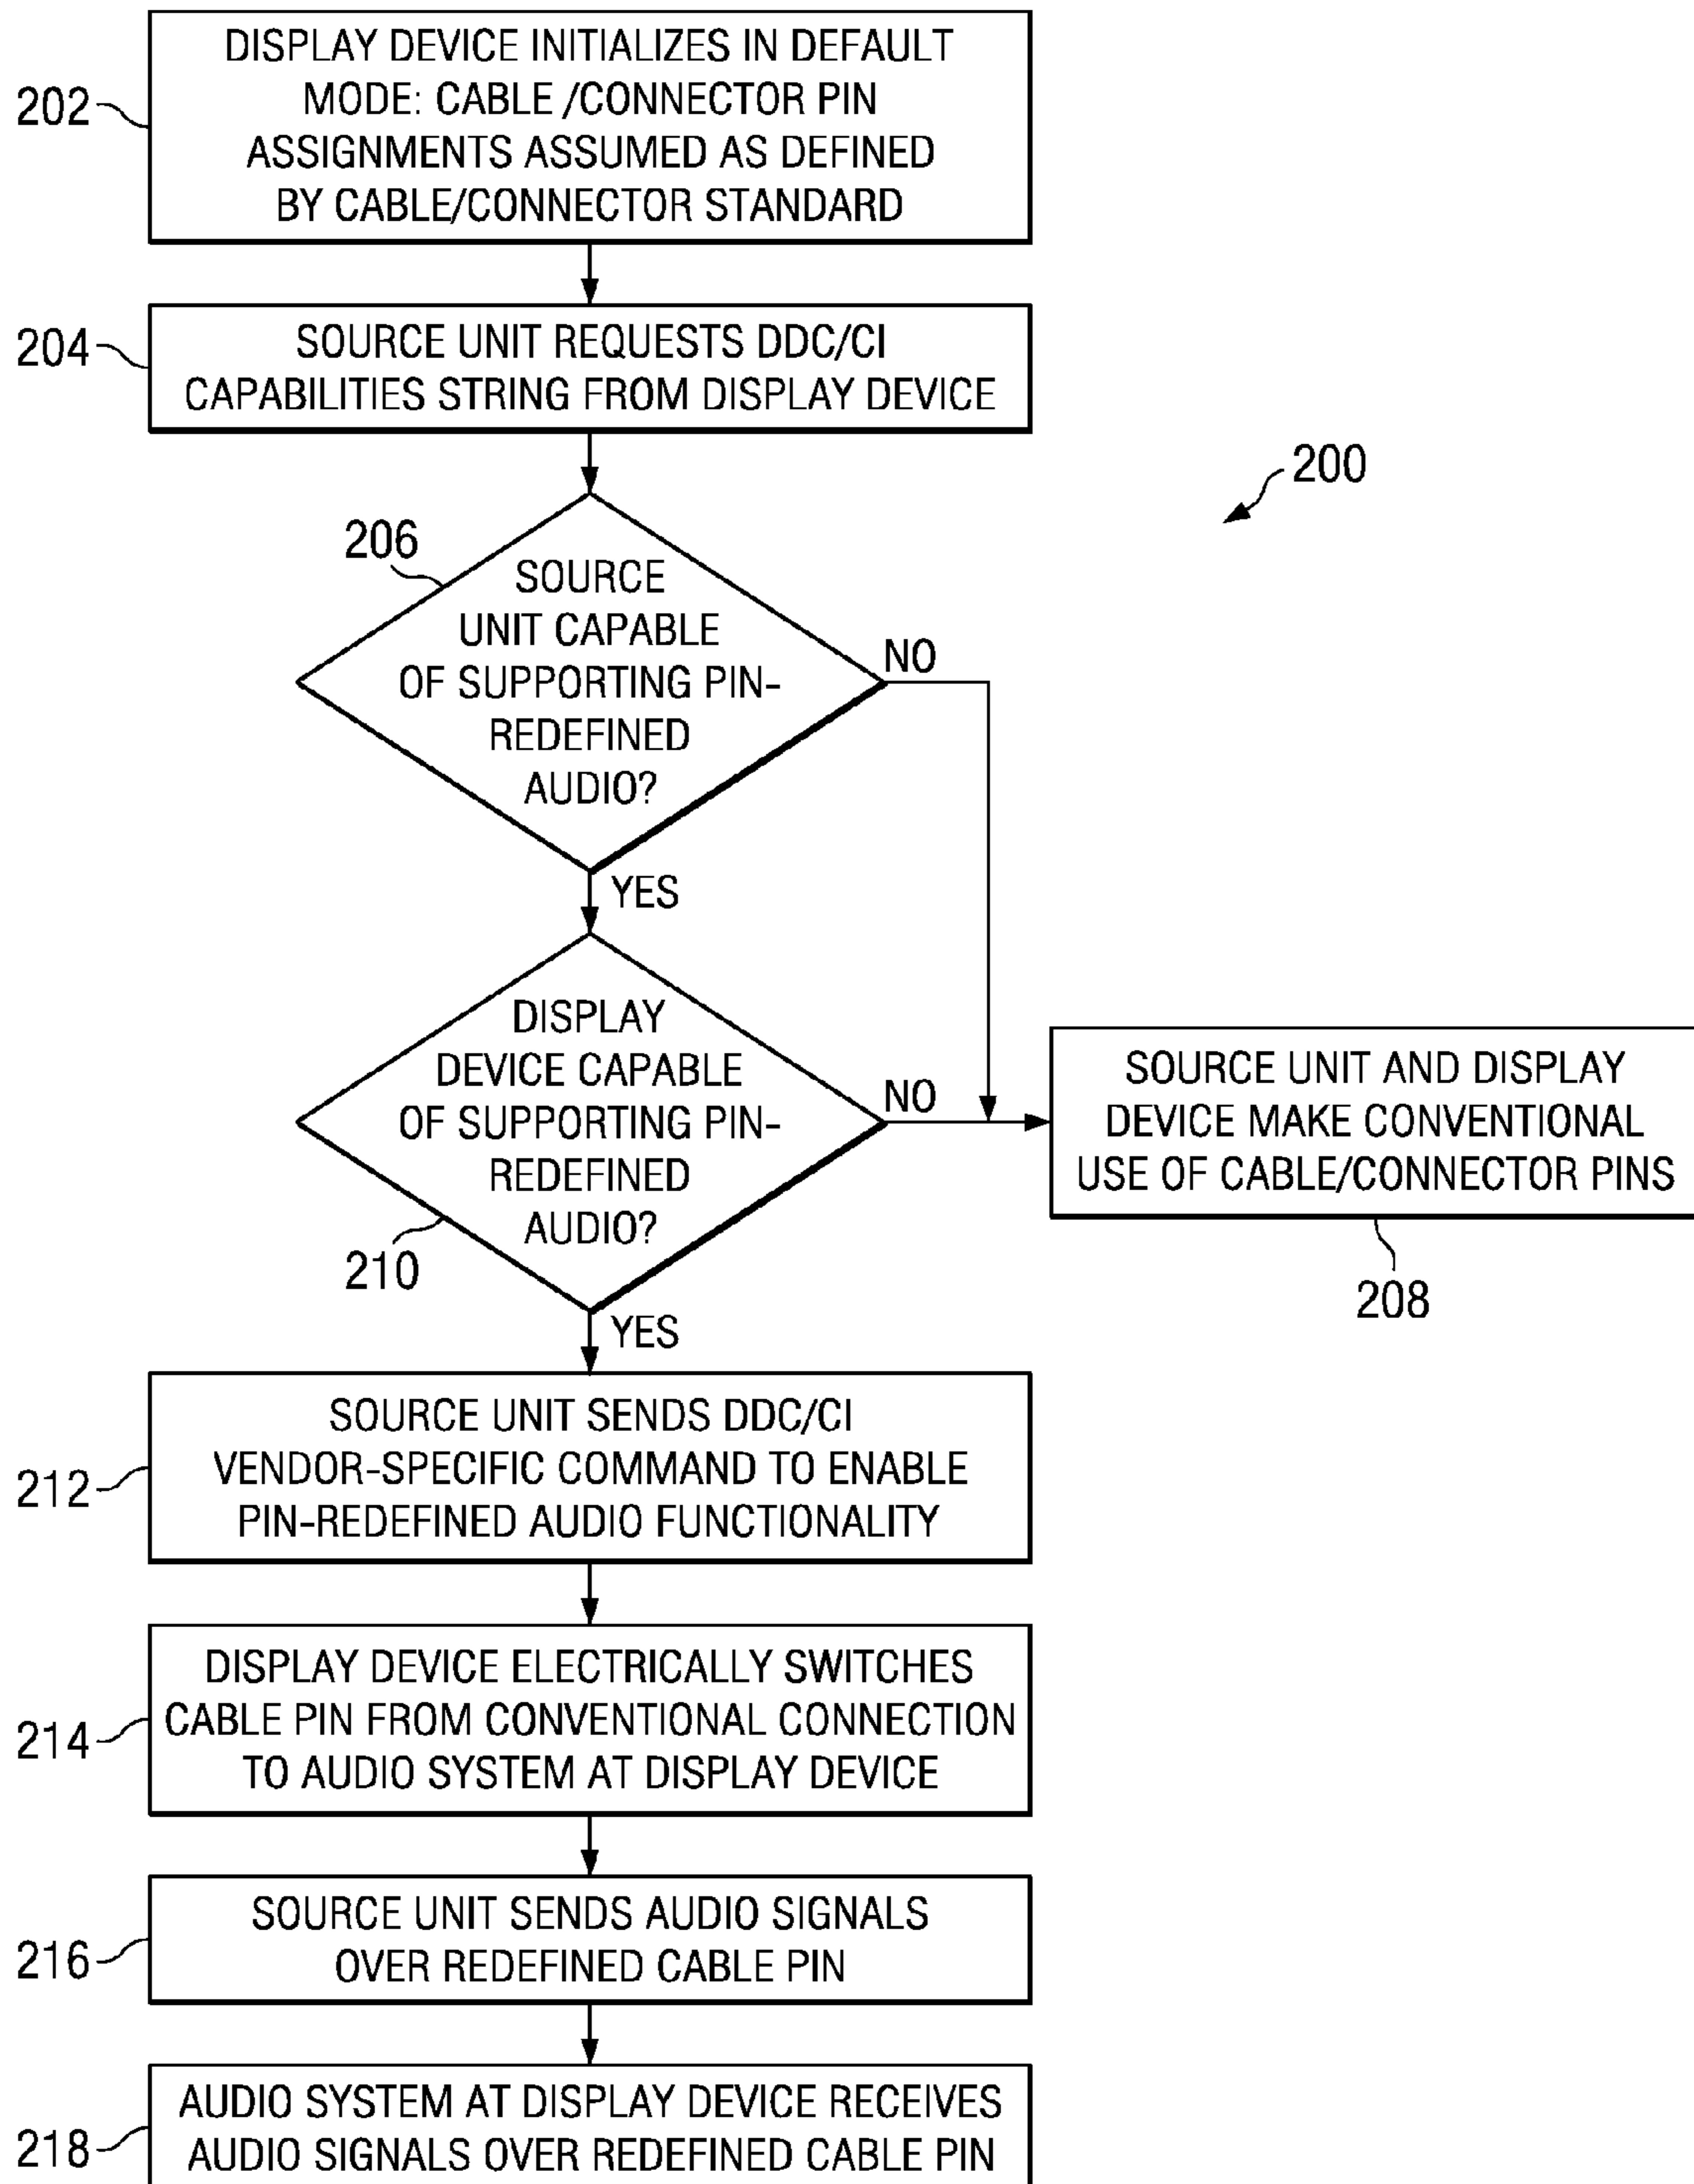 202
DISPLAY DEVICE INITIALIZES IN DEFAULT
MODE: CABLE /CONNECTOR PIN
ASSIGNMENTS ASSUMED AS DEFINED
BY CABLE/CONNECTOR STANDARD
204
SOURCE UNIT REQUESTS DDC/CI
CAPABILITIES STRING FROM DISPLAY DEVICE
200
206
SOURCE
UNIT CAPABLE
OF SUPPORTING PIN-
REDEFINED
AUDIO?
NO
YES
DISPLAY
DEVICE CAPABLE
OF SUPPORTING PIN-
REDEFINED
AUDIO?
NO
210
YES
SOURCE UNIT AND DISPLAY
DEVICE MAKE CONVENTIONAL
USE OF CABLE/CONNECTOR PINS
208
212
SOURCE UNIT SENDS DDC/CI
VENDOR-SPECIFIC COMMAND TO ENABLE
PIN-REDEFINED AUDIO FUNCTIONALITY
214
DISPLAY DEVICE ELECTRICALLY SWITCHES
CABLE PIN FROM CONVENTIONAL CONNECTION
TO AUDIO SYSTEM AT DISPLAY DEVICE
216
SOURCE UNIT SENDS AUDIO SIGNALS
OVER REDEFINED CABLE PIN
218
AUDIO SYSTEM AT DISPLAY DEVICE RECEIVES
AUDIO SIGNALS OVER REDEFINED CABLE PIN